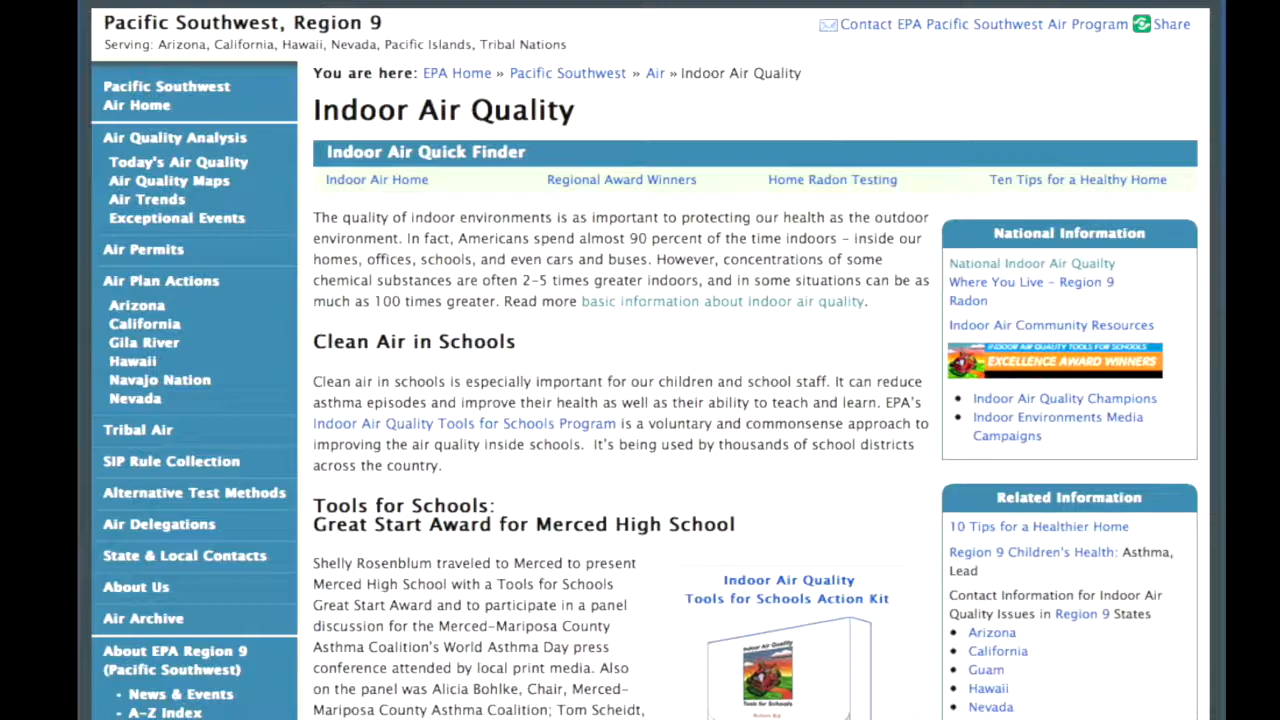 Pacific Southwest, Region 9
Serving: Arizona, California, Hawaii, Nevada, Pacific Islands, Tribal Nations
Contact EPA Pacific Southwest Air Program Share
Pacific Southwest
Air Home
Air Quality Analysis
Today's Air Quality
Air Quality Maps
Air Trends
Exceptional Events
Air Permits
Air Plan Actions
Arizona
California
Gila River
Hawaii
Navajo Nation
Nevada
Tribal Air
SIP Rule Collection
Alternative Test Methods
Air Delegations
State & Local Contacts
About Us
Air Archive
About EPA Region 9
(Pacific Southwest)
• News & Events
• A-Z Index
You are here: EPA Home » Pacific Southwest » Air » Indoor Air Quality
Indoor Air Quality
Indoor Air Quick Finder
Indoor Air Home Regional Award Winners Home Radon Testing Ten Tips for a Healthy Home
The quality of indoor environments is as important to protecting our health as the outdoor
environment. In fact, Americans spend almost 90 percent of the time indoors – inside our
homes, offices, schools, and even cars and buses. However, concentrations of some
chemical substances are often 2-5 times greater indoors, and in some situations can be as
much as 100 times greater. Read more basic information about indoor air quality.
Clean Air in Schools
Clean air in schools is especially important for our children and school staff. It can reduce
asthma episodes and improve their health as well as their ability to teach and learn. EPA's
Indoor Air Quality Tools for Schools Program is a voluntary and commonsense approach to
improving the air quality inside schools. It's being used by thousands of school districts
across the country.
Tools for Schools:
Great Start Award for Merced High School
Shelly Rosenblum traveled to Merced to present
Merced High School with a Tools for Schools
Great Start Award and to participate in a panel
discussion for the Merced-Mariposa County
Asthma Coalition's World Asthma Day press
conference attended by local print media. Also
on the panel was Alicia Bohlke, Chair, Merced-
Mariposa County Asthma Coalition; Tom Scheidt,
Indoor Air Quality
Tools for Schools Action Kit
Indoor Air Quality
Tools for Schools
National Information
National Indoor Air Quailty
Where You Live – Region 9
Radon
Indoor Air Community Resources
INDOOR AIR QUALITY TOOLS FOR SCHOOLS
EXCELLENCE AWARD WINNERS
• Indoor Air Quality Champions
• Indoor Environments Media
Campaigns
Related Information
10 Tips for a Healthier Home
Region 9 Children's Health: Asthma,
Lead
Contact Information for Indoor Air
Quality Issues in Region 9 States
• Arizona
• California
• Guam
• Hawaii
• Nevada